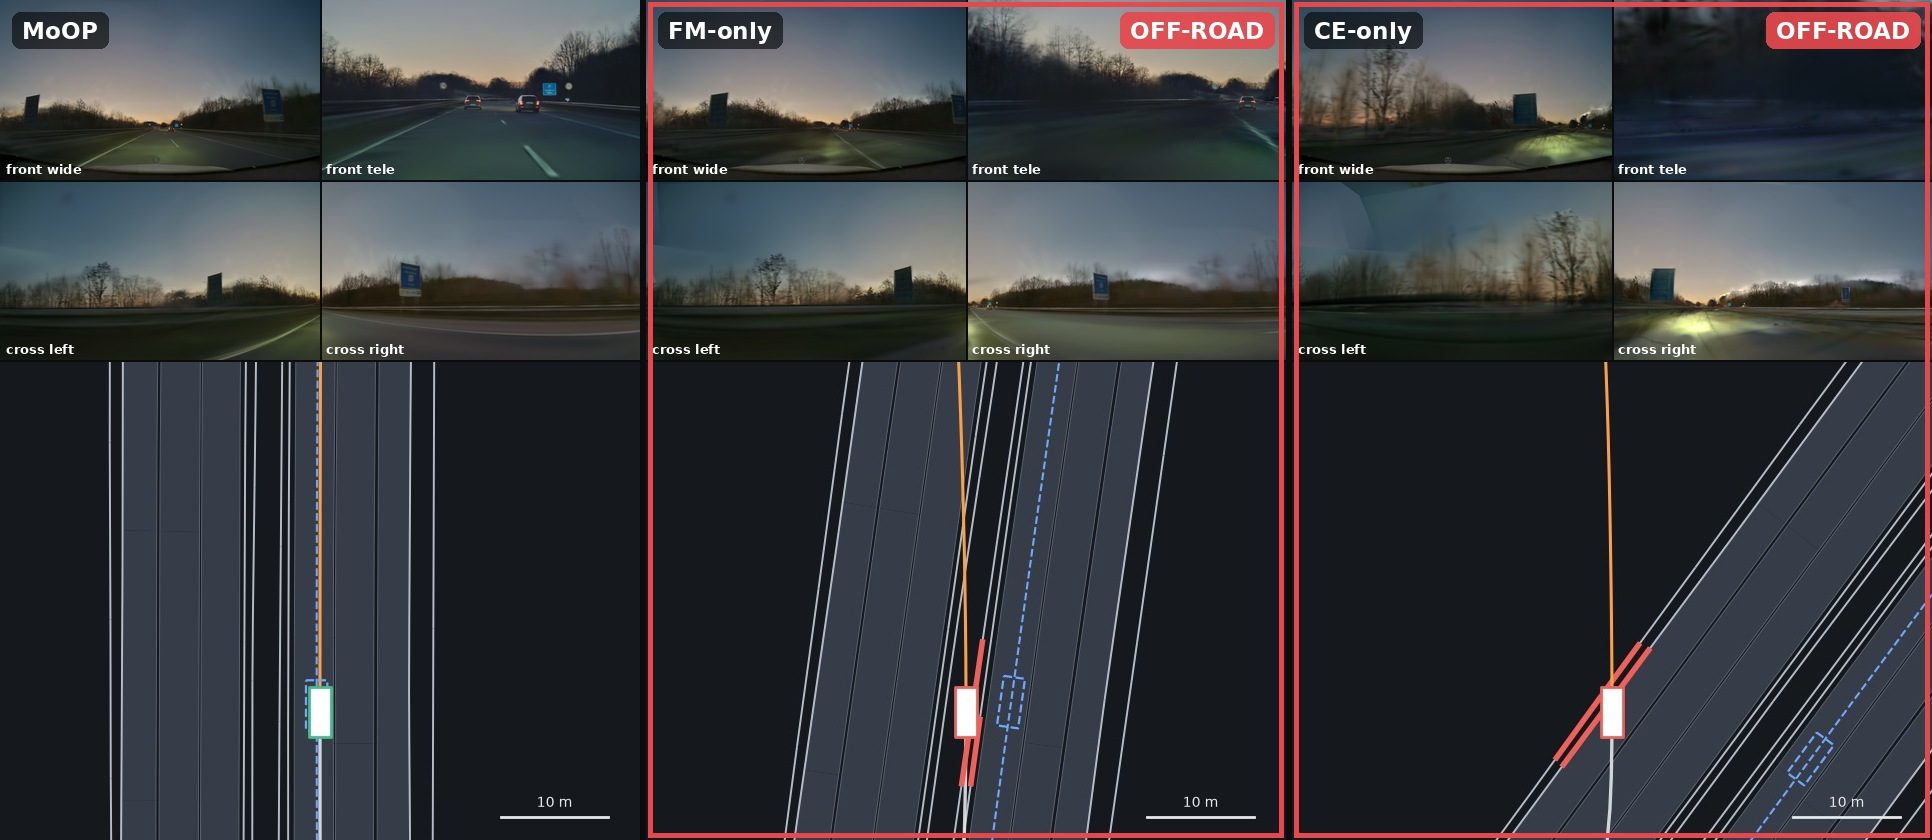 MoOP
front wide
front tele
cross left
cross right
10 m
FM-only
OFF-ROAD
front wide
front tele
cross left
cross right
10 m
CE-only
OFF-ROAD
front wide
front tele
cross left
cross right
10 m